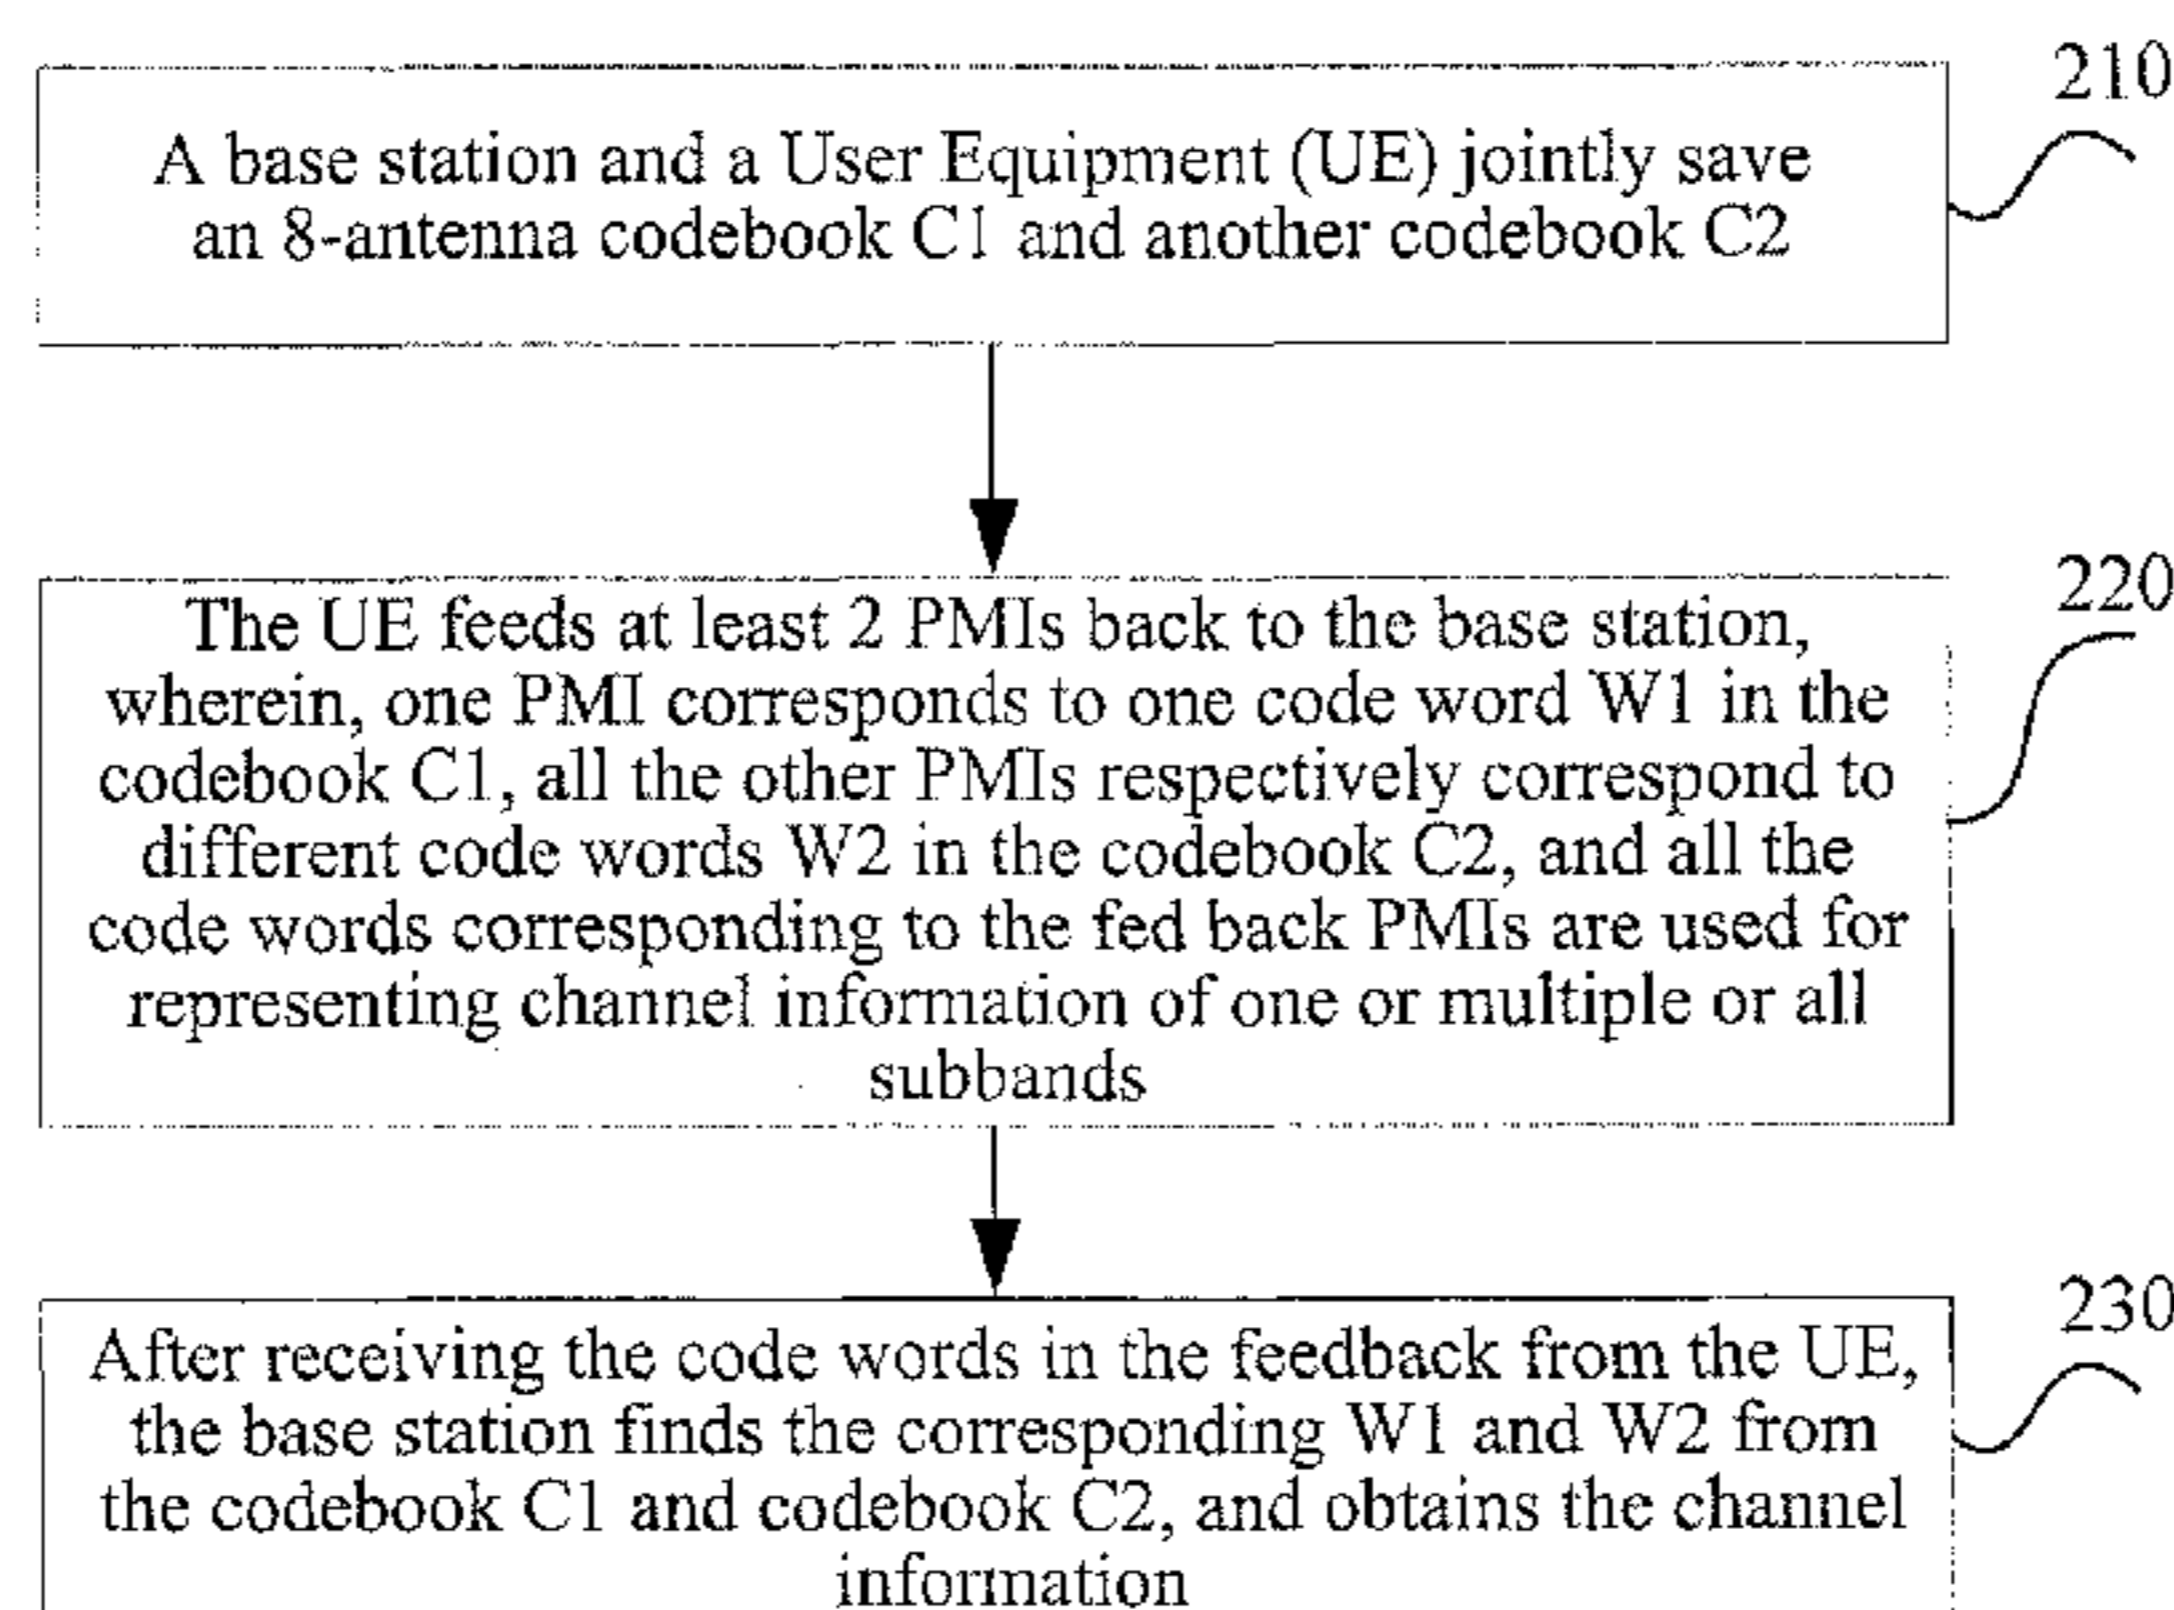 210
A base station and a User Equipment (UE) jointly save
an 8-antenna codebook C1 and another codebook C2
220
The UE feeds at least 2 PMIs back to the base station,
wherein, one PMI corresponds to one code word W1 in the
codebook C1, all the other PMIs respectively correspond to
different code words W2 in the codebook C2, and all the
code words corresponding to the fed back PMIs are used for
representing channel information of one or multiple or all
subbands
230
After receiving the code words in the feedback from the UE,
the base station finds the corresponding W1 and W2 from
the codebook C1 and codebook C2, and obtains the channel
information